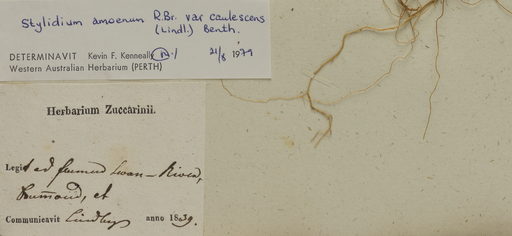 Stylidium amoenum R.Br. var caulescens
(Lindl.) Benth.
DETERMINAVIT Kevin F. Kenneally
21/8 1979
Western Australian Herbarium (PERTH)
Herbarium Zuccarinii.
Legit ad flumen Swan-River,
Drummond, et
Communicavit Lindley anno 1839.